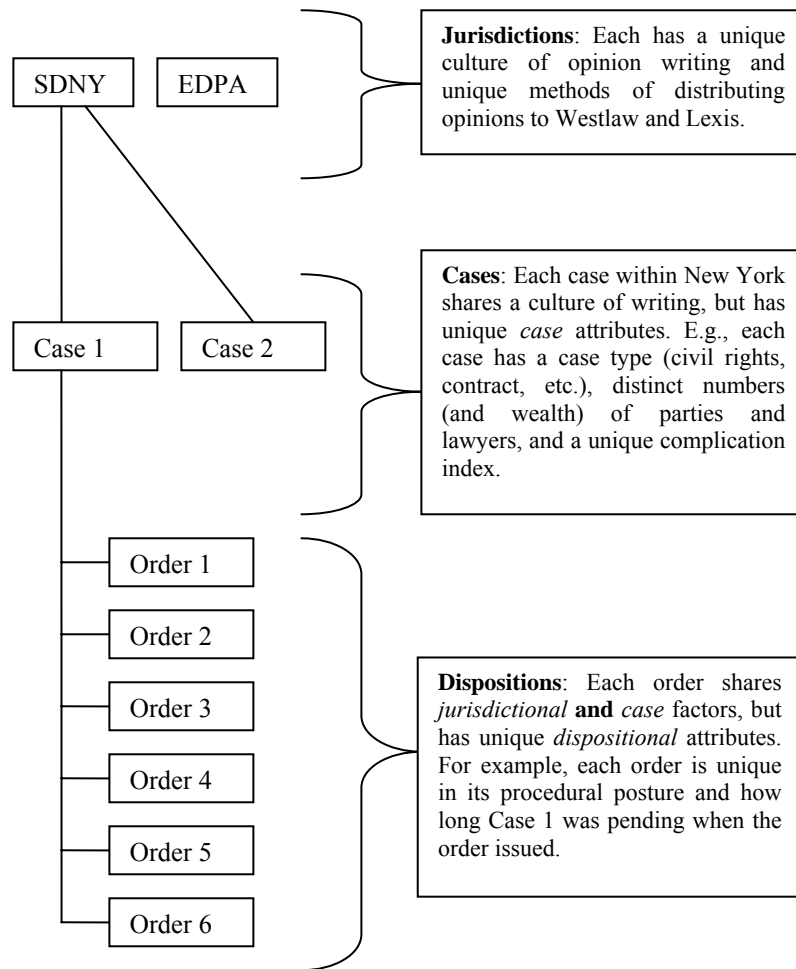 Jurisdictions: Each has a unique
culture of opinion writing and
unique methods of distributing
opinions to Westlaw and Lexis.
SDNY
EDPA
Cases: Each case within New York
shares a culture of writing, but has
unique case attributes. E.g., each
case has a case type (civil rights,
contract, etc.), distinct numbers
(and wealth) of parties and
lawyers, and a unique complication
index.
Case 1
Case 2
Order 1
Order 2
Order 3
Order 4
Order 5
Order 6
Dispositions: Each order shares
jurisdictional and case factors, but
has unique dispositional attributes.
For example, each order is unique
in its procedural posture and how
long Case 1 was pending when the
order issued.